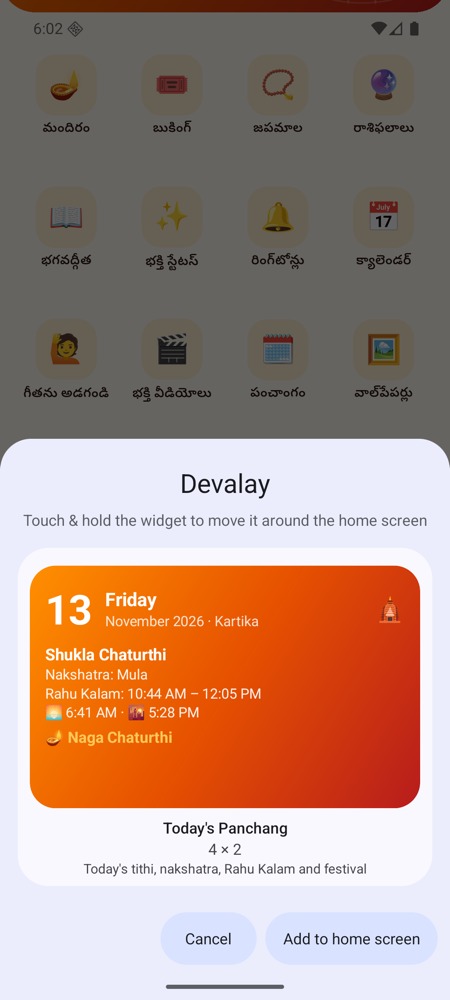 6:02
మందిరం
బుకింగ్
జపమాల
రాశిఫలాలు
భగవద్గీత
భక్తి స్టేటస్
రింగ్‌టోన్లు
July
17
క్యాలెండర్
గీతను అడగండి
భక్తి వీడియోలు
పంచాంగం
వాల్‌పేపర్లు
Devalay
Touch & hold the widget to move it around the home screen
13
Friday
November 2026 · Kartika
Shukla Chaturthi
Nakshatra: Mula
Rahu Kalam: 10:44 AM – 12:05 PM
🌅 6:41 AM · 🌇 5:28 PM
🪔 Naga Chaturthi
Today's Panchang
4 × 2
Today's tithi, nakshatra, Rahu Kalam and festival
Cancel
Add to home screen